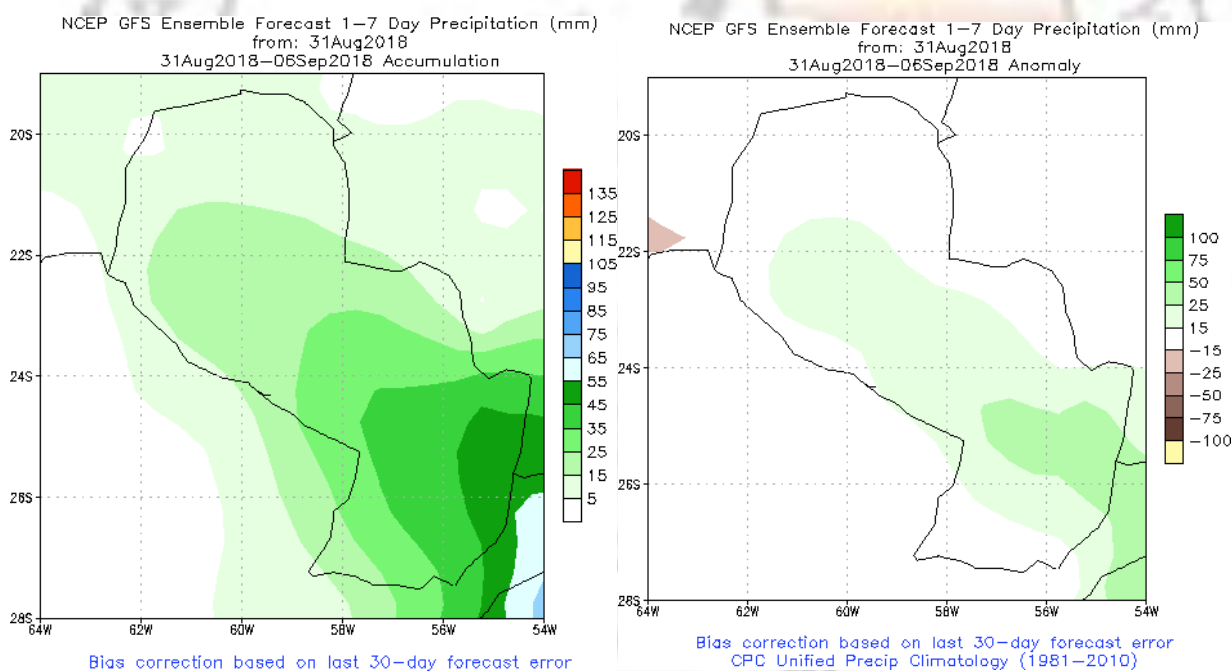 NCEP GFS Ensemble Forecast 1-7 Day Precipitation (mm)
from: 31Aug2018
31Aug2018-06Sep2018 Accumulation
20S
22S
24S
26S
28S
64W 62W 60W 58W 56W 54W
135
125
115
105
95
85
75
65
55
45
35
25
15
5
Bias correction based on last 30-day forecast error
NCEP GFS Ensemble Forecast 1-7 Day Precipitation (mm)
from: 31Aug2018
31Aug2018-06Sep2018 Anomaly
20S
22S
24S
26S
28S
64W 62W 60W 58W 56W 54W
100
75
50
25
15
-15
-25
-50
-75
-100
Bias correction based on last 30-day forecast error
CPC Unified Precip Climatology (1981-2010)